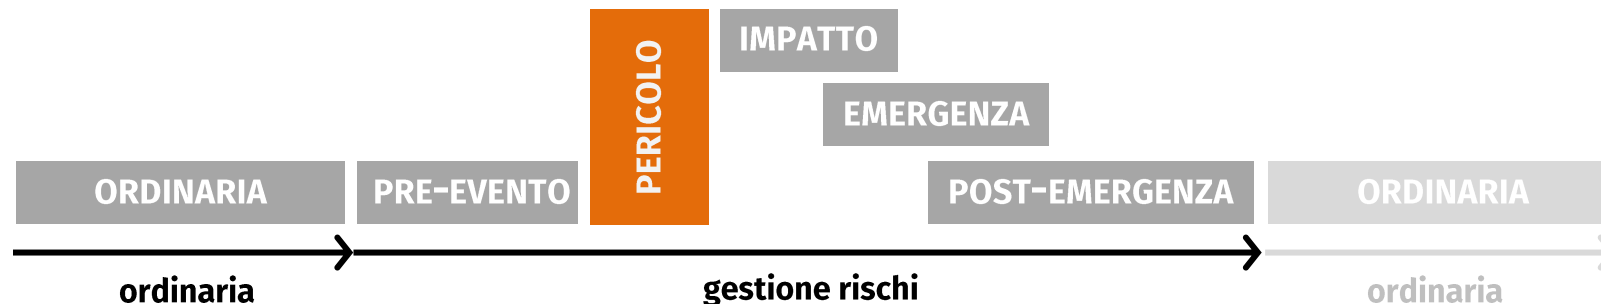 PERICOLO
IMPATTO
EMERGENZA
ORDINARIA
PRE-EVENTO
POST-EMERGENZA
ORDINARIA
ordinaria
gestione rischi
ordinaria